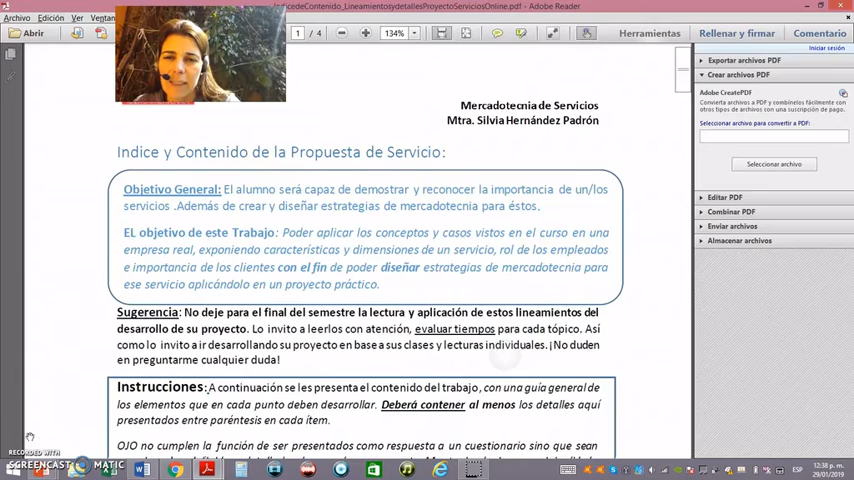 IndicedeContenido_LineamientosydetallesProyectoServiciosOnline.pdf - Adobe Reader
Archivo Edición Ver Ventan
Abrir 1 / 4 134% Herramientas Rellenar y firmar Comentario
Iniciar sesión
Exportar archivos PDF
Crear archivos PDF
Adobe CreatePDF
Convierta archivos a PDF y combínelos fácilmente con otros tipos de archivos con una suscripción de pago.
Seleccionar archivo para convertir a PDF:
Seleccionar archivo
Editar PDF
Combinar PDF
Enviar archivos
Almacenar archivos
Mercadotecnia de Servicios
Mtra. Silvia Hernández Padrón
Indice y Contenido de la Propuesta de Servicio:
Objetivo General: El alumno será capaz de demostrar y reconocer la importancia de un/los
servicios .Además de crear y diseñar estrategias de mercadotecnia para éstos.
EL objetivo de este Trabajo: Poder aplicar los conceptos y casos vistos en el curso en una
empresa real, exponiendo características y dimensiones de un servicio, rol de los empleados
e importancia de los clientes con el fin de poder diseñar estrategias de mercadotecnia para
ese servicio aplicándolo en un proyecto práctico.
Sugerencia: No deje para el final del semestre la lectura y aplicación de estos lineamientos del
desarrollo de su proyecto. Lo invito a leerlos con atención, evaluar tiempos para cada tópico. Así
como lo invito a ir desarrollando su proyecto en base a sus clases y lecturas individuales. ¡No duden
en preguntarme cualquier duda!
Instrucciones: A continuación se les presenta el contenido del trabajo, con una guía general de
los elementos que en cada punto deben desarrollar. Deberá contener al menos los detalles aquí
presentados entre paréntesis en cada ítem.
OJO no cumplen la función de ser presentados como respuesta a un cuestionario sino que sean
RECORDED WITH
SCREENCAST MATIC
ESP
12:38 p. m.
29/01/2019